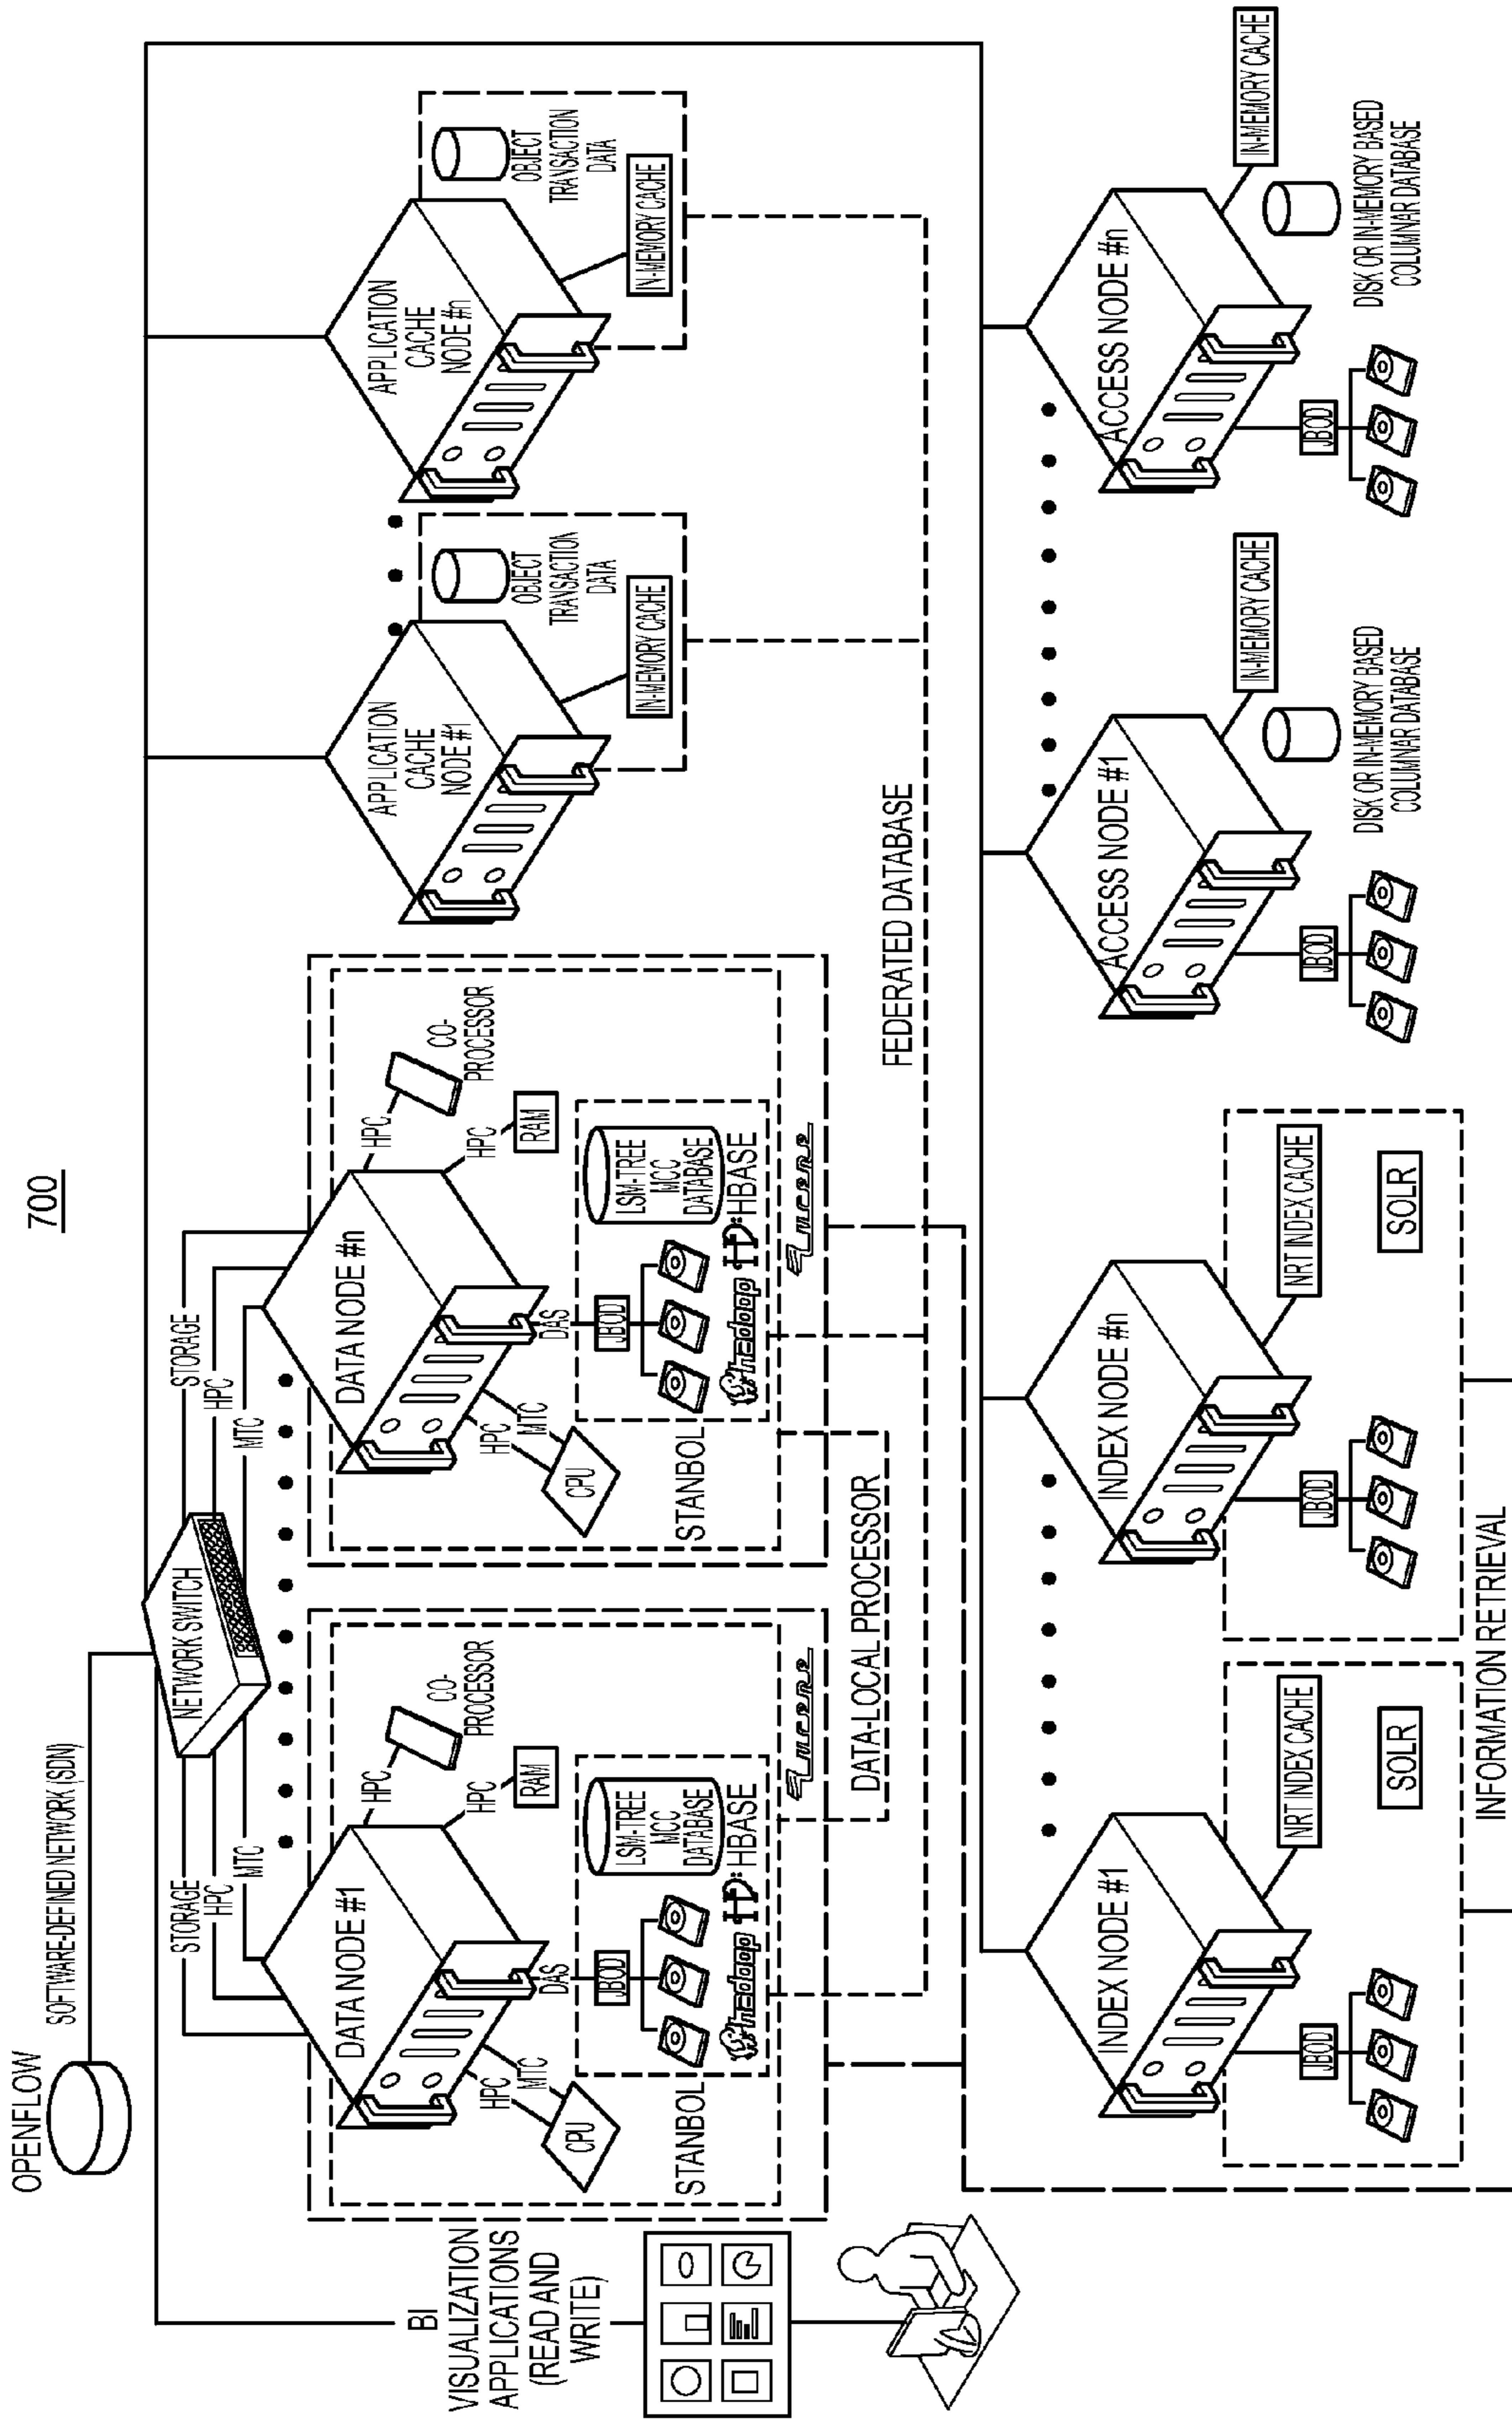 700
OPENFLOW
SOFTWARE-DEFINED NETWORK (SDN)
NETWORK SWITCH
STORAGE
HPC
MTC
STORAGE
HPC
MTC
BI
VISUALIZATION
APPLICATIONS
(READ AND
WRITE)
DATA NODE #1
HPC
CO-
PROCESSOR
HPC
RAM
HPC
MTC
CPU
DAS
JBOD
LSM-TREE
MCC
DATABASE
hadoop
HBASE
STANBOL
Lucene
DATA NODE #n
HPC
CO-
PROCESSOR
HPC
RAM
HPC
MTC
CPU
DAS
JBOD
LSM-TREE
MCC
DATABASE
hadoop
HBASE
STANBOL
Lucene
DATA-LOCAL PROCESSOR
APPLICATION
CACHE
NODE #1
OBJECT
TRANSACTION
DATA
IN-MEMORY CACHE
APPLICATION
CACHE
NODE #n
OBJECT
TRANSACTION
DATA
IN-MEMORY CACHE
FEDERATED DATABASE
INDEX NODE #1
NRT INDEX CACHE
JBOD
SOLR
INDEX NODE #n
NRT INDEX CACHE
JBOD
SOLR
INFORMATION RETRIEVAL
ACCESS NODE #1
IN-MEMORY CACHE
JBOD
DISK OR IN-MEMORY BASED
COLUMNAR DATABASE
ACCESS NODE #n
IN-MEMORY CACHE
JBOD
DISK OR IN-MEMORY BASED
COLUMNAR DATABASE